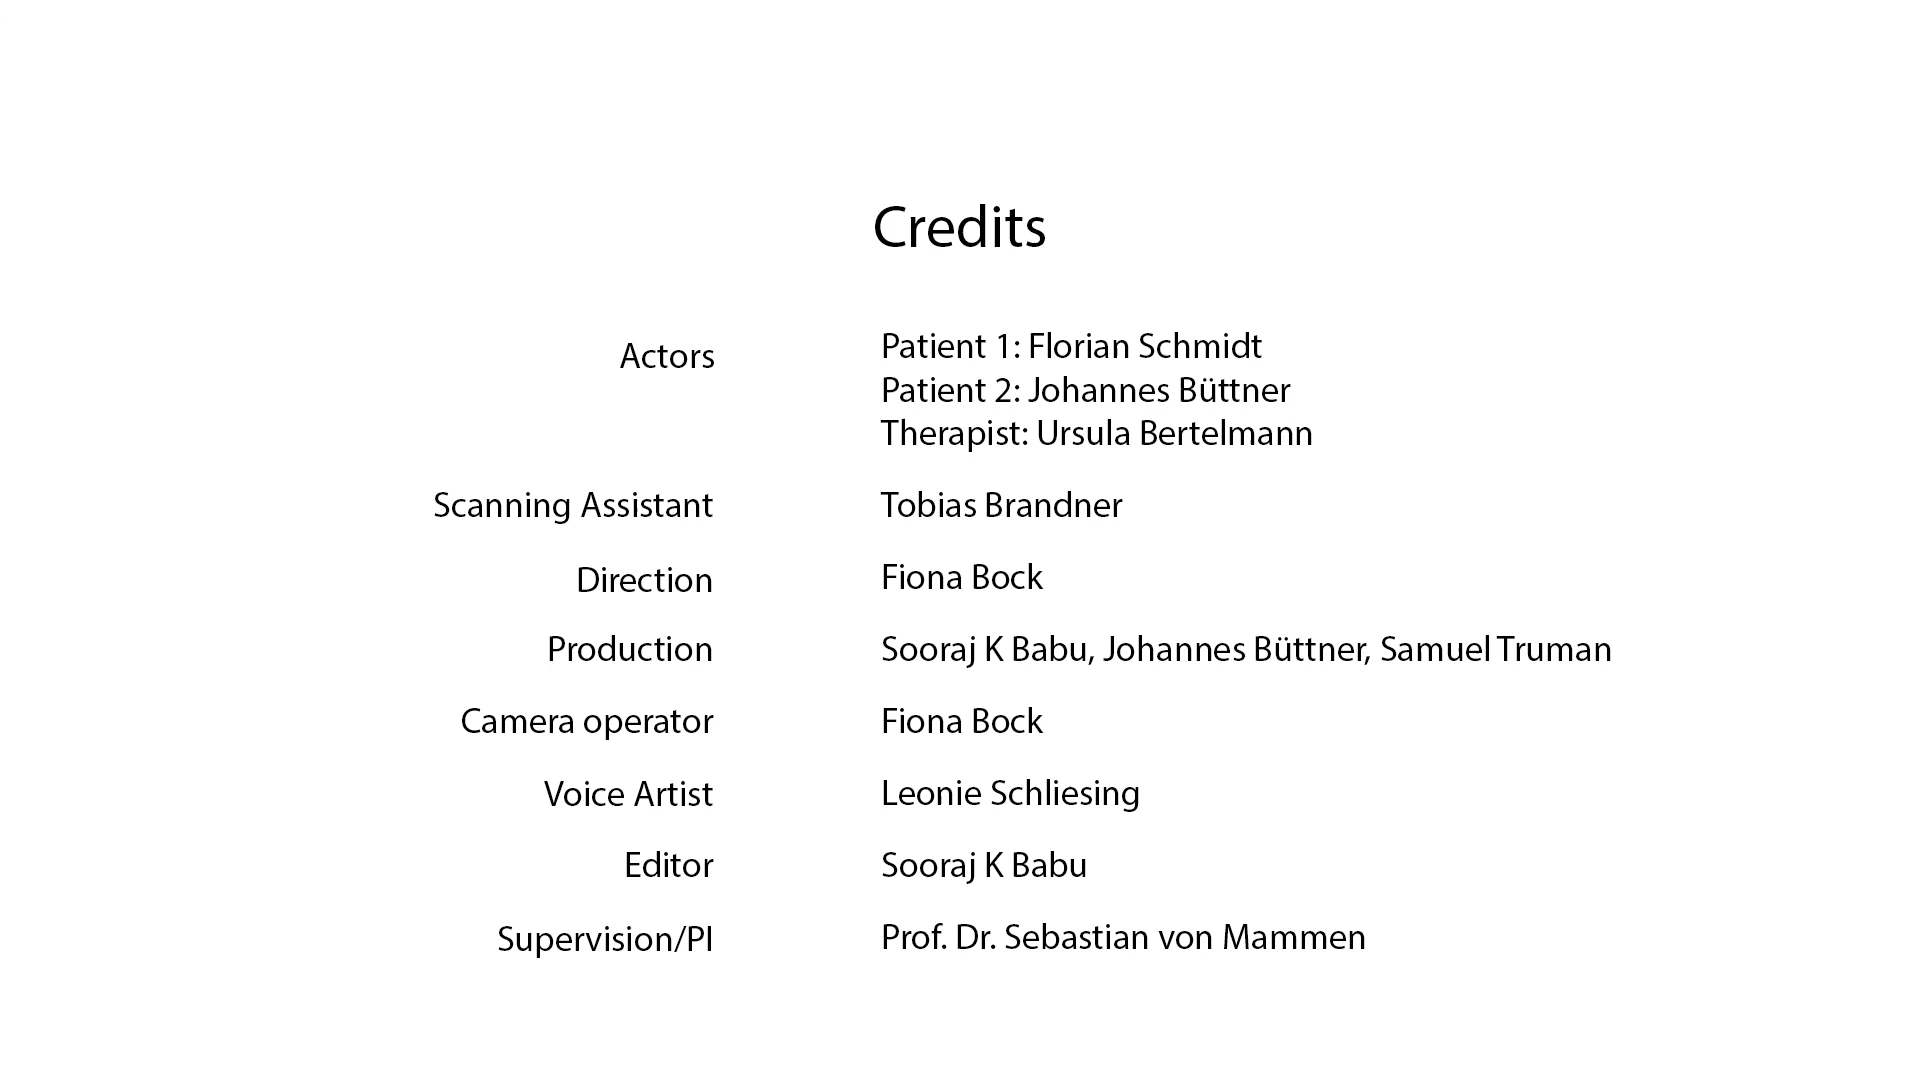 Credits
Actors
Patient 1: Florian Schmidt
Patient 2: Johannes Büttner
Therapist: Ursula Bertelmann
Scanning Assistant Tobias Brandner
Direction Fiona Bock
Production Sooraj K Babu, Johannes Büttner, Samuel Truman
Camera operator Fiona Bock
Voice Artist Leonie Schliesing
Editor Sooraj K Babu
Supervision/PI Prof. Dr. Sebastian von Mammen